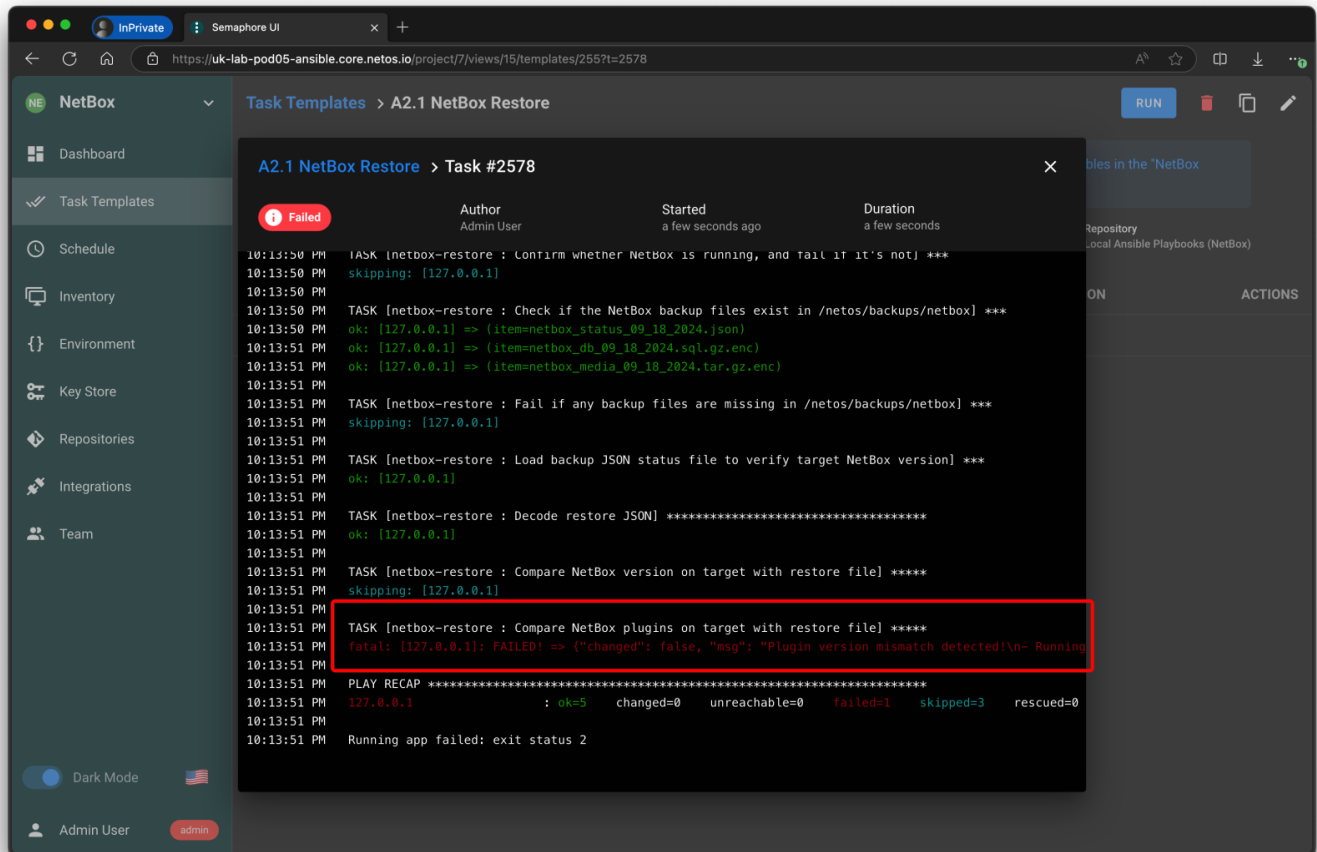 InPrivate
Semaphore UI
https://uk-lab-pod05-ansible.core.netos.io/project/7/views/15/templates/255?t=2578
NE NetBox
Task Templates > A2.1 NetBox Restore
RUN
Dashboard
Task Templates
Schedule
Inventory
Environment
Key Store
Repositories
Integrations
Team
Dark Mode
Admin User admin
bles in the "NetBox
Repository
Local Ansible Playbooks (NetBox)
ON ACTIONS
A2.1 NetBox Restore > Task #2578
Failed
Author
Admin User
Started
a few seconds ago
Duration
a few seconds
10:13:50 PM TASK [netbox-restore : Confirm whether NetBox is running, and fail if it's not] ***
10:13:50 PM skipping: [127.0.0.1]
10:13:50 PM
10:13:50 PM TASK [netbox-restore : Check if the NetBox backup files exist in /netos/backups/netbox] ***
10:13:50 PM ok: [127.0.0.1] => (item=netbox_status_09_18_2024.json)
10:13:51 PM ok: [127.0.0.1] => (item=netbox_db_09_18_2024.sql.gz.enc)
10:13:51 PM ok: [127.0.0.1] => (item=netbox_media_09_18_2024.tar.gz.enc)
10:13:51 PM
10:13:51 PM TASK [netbox-restore : Fail if any backup files are missing in /netos/backups/netbox] ***
10:13:51 PM skipping: [127.0.0.1]
10:13:51 PM
10:13:51 PM TASK [netbox-restore : Load backup JSON status file to verify target NetBox version] ***
10:13:51 PM ok: [127.0.0.1]
10:13:51 PM
10:13:51 PM TASK [netbox-restore : Decode restore JSON] ************************************
10:13:51 PM ok: [127.0.0.1]
10:13:51 PM
10:13:51 PM TASK [netbox-restore : Compare NetBox version on target with restore file] *****
10:13:51 PM skipping: [127.0.0.1]
10:13:51 PM
10:13:51 PM TASK [netbox-restore : Compare NetBox plugins on target with restore file] *****
10:13:51 PM fatal: [127.0.0.1]: FAILED! => {"changed": false, "msg": "Plugin version mismatch detected!\n- Running
10:13:51 PM
10:13:51 PM PLAY RECAP *********************************************************************
10:13:51 PM 127.0.0.1 : ok=5 changed=0 unreachable=0 failed=1 skipped=3 rescued=0
10:13:51 PM
10:13:51 PM Running app failed: exit status 2